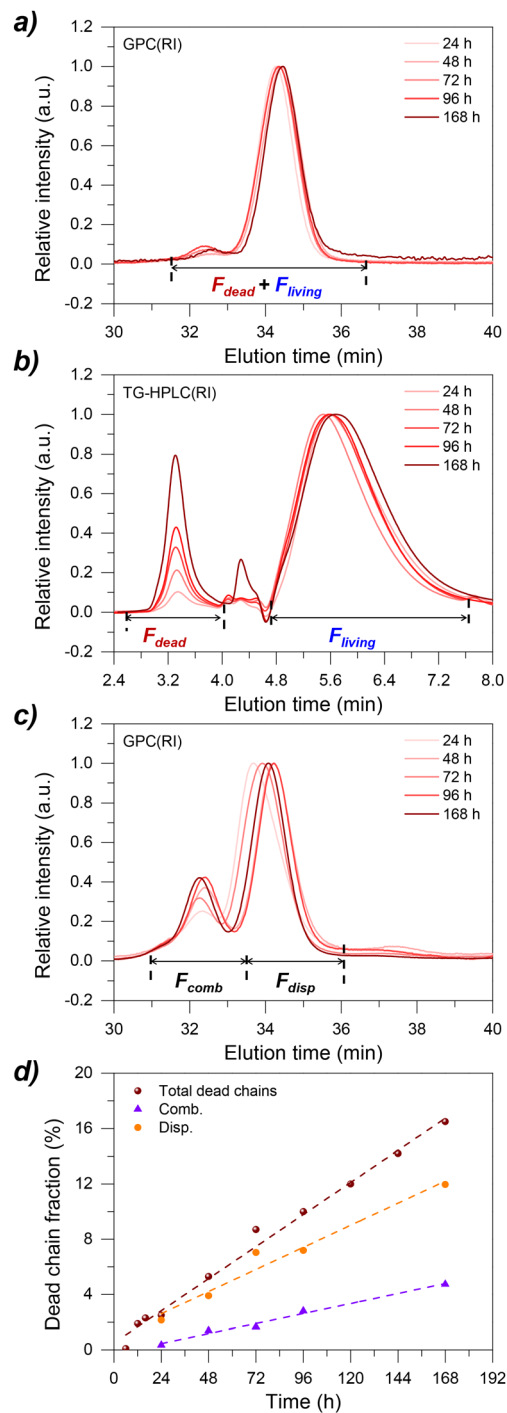 a)
GPC(RI)
24 h
48 h
72 h
96 h
168 h
1.2
1.0
0.8
0.6
0.4
0.2
0.0
-0.2
Relative intensity (a.u.)
F_dead + F_living
30 32 34 36 38 40
Elution time (min)
b)
TG-HPLC(RI)
24 h
48 h
72 h
96 h
168 h
1.2
1.0
0.8
0.6
0.4
0.2
0.0
-0.2
Relative intensity (a.u.)
F_dead F_living
2.4 3.2 4.0 4.8 5.6 6.4 7.2 8.0
Elution time (min)
c)
GPC(RI)
24 h
48 h
72 h
96 h
168 h
1.2
1.0
0.8
0.6
0.4
0.2
0.0
-0.2
Relative intensity (a.u.)
F_comb F_disp
30 32 34 36 38 40
Elution time (min)
d)
Total dead chains
Comb.
Disp.
20
16
12
8
4
0
Dead chain fraction (%)
0 24 48 72 96 120 144 168 192
Time (h)